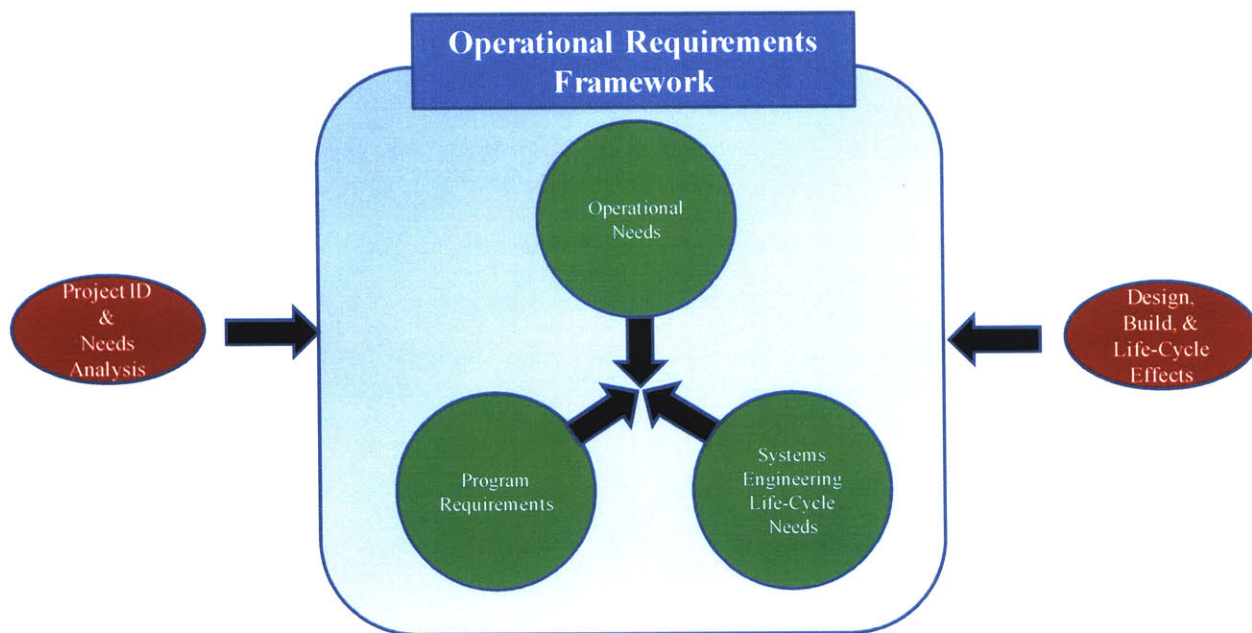 Operational Requirements
Framework
Operational
Needs
Project ID
&
Needs
Analysis
Design,
Build, &
Life-Cycle
Effects
Program
Requirements
Systems
Engineering
Life-Cycle
Needs